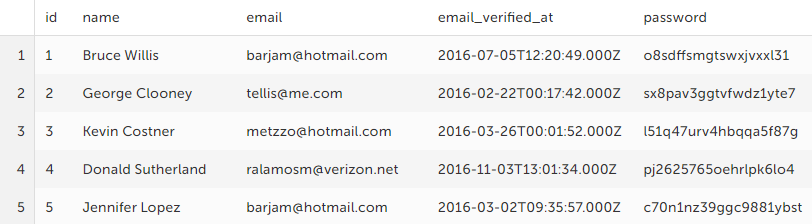 id name email email_verified_at password
1 1 Bruce Willis barjam@hotmail.com 2016-07-05T12:20:49.000Z o8sdffsmgtswxjvxxl31
2 2 George Clooney tellis@me.com 2016-02-22T00:17:42.000Z sx8pav3ggtvfwdz1yte7
3 3 Kevin Costner metzzo@hotmail.com 2016-03-26T00:01:52.000Z l51q47urv4hbqqa5f87g
4 4 Donald Sutherland ralamosm@verizon.net 2016-11-03T13:01:34.000Z pj2625765oehrlpk6lo4
5 5 Jennifer Lopez barjam@hotmail.com 2016-03-02T09:35:57.000Z c70n1nz39ggc9881ybst